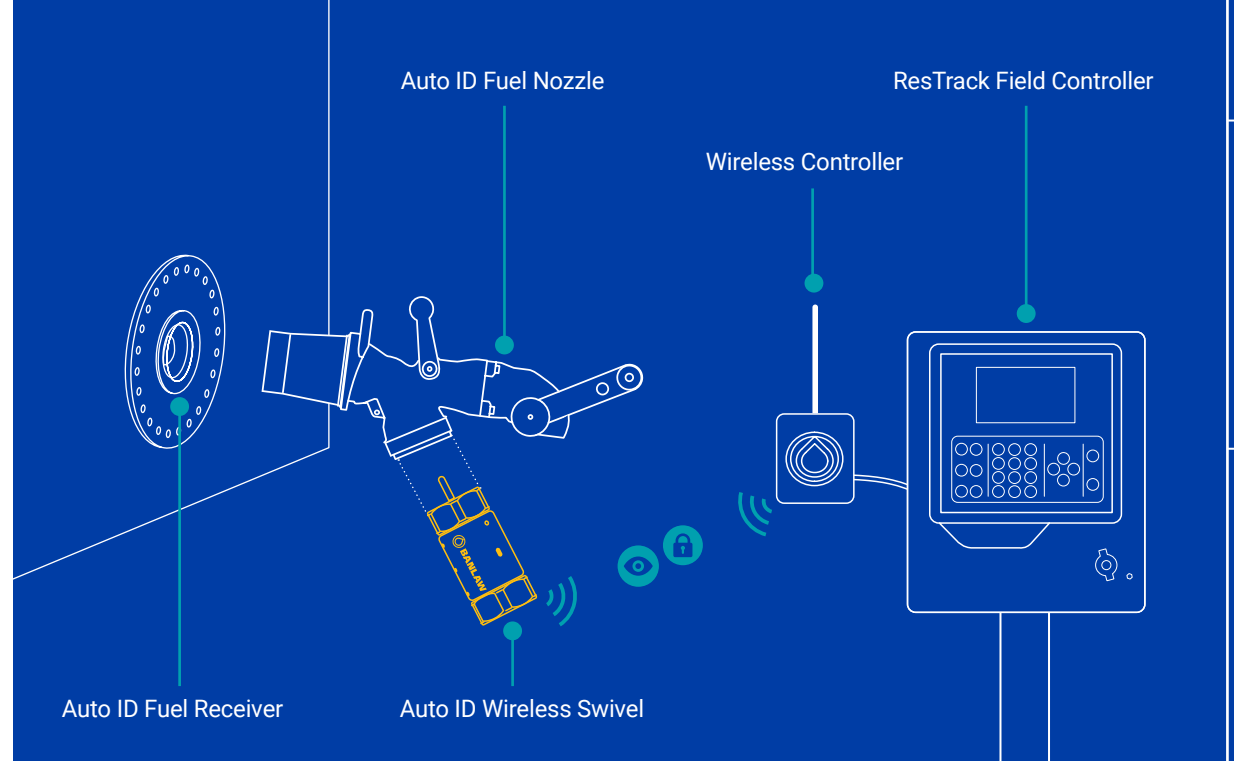 Auto ID Fuel Nozzle
ResTrack Field Controller
Wireless Controller
BANLAW
Auto ID Fuel Receiver
Auto ID Wireless Swivel